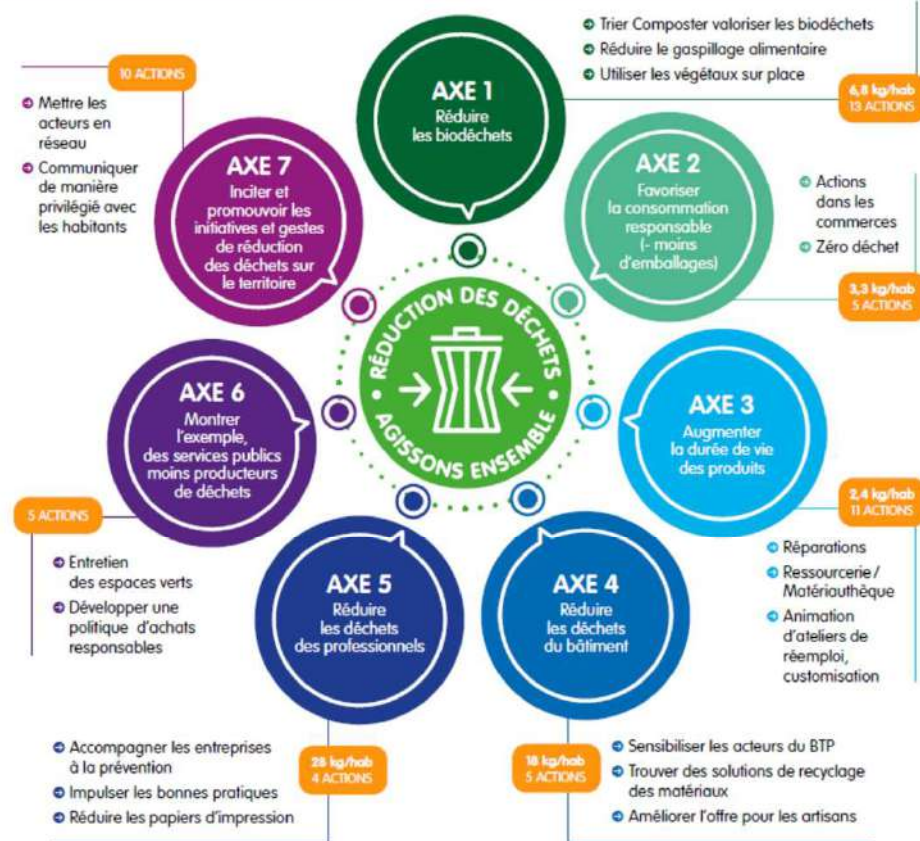 AXE 1
Réduire
les biodéchets
Trier Composter valoriser les biodéchets
Réduire le gaspillage alimentaire
Utiliser les végétaux sur place
6,8 kg/hab
13 ACTIONS
AXE 2
Favoriser
la consommation
responsable
(- moins
d'emballages)
Actions
dans les
commerces
Zéro déchet
3,3 kg/hab
5 ACTIONS
AXE 3
Augmenter
la durée de vie
des produits
2,4 kg/hab
11 ACTIONS
Réparations
Ressourcerie /
Matériauthèque
Animation
d'ateliers de
réemploi,
customisation
AXE 4
Réduire
les déchets
du bâtiment
18 kg/hab
5 ACTIONS
Sensibiliser les acteurs du BTP
Trouver des solutions de recyclage
des matériaux
Améliorer l'offre pour les artisans
AXE 5
Réduire
les déchets
des professionnels
28 kg/hab
4 ACTIONS
Accompagner les entreprises
à la prévention
Impulser les bonnes pratiques
Réduire les papiers d'impression
AXE 6
Montrer
l'exemple,
des services publics
moins producteurs
de déchets
5 ACTIONS
Entretien
des espaces verts
Développer une
politique d'achats
responsables
AXE 7
Inciter et
promouvoir les
initiatives et gestes
de réduction
des déchets sur
le territoire
10 ACTIONS
Mettre les
acteurs en
réseau
Communiquer
de manière
privilégié avec
les habitants
RÉDUCTION DES DÉCHETS
AGISSONS ENSEMBLE